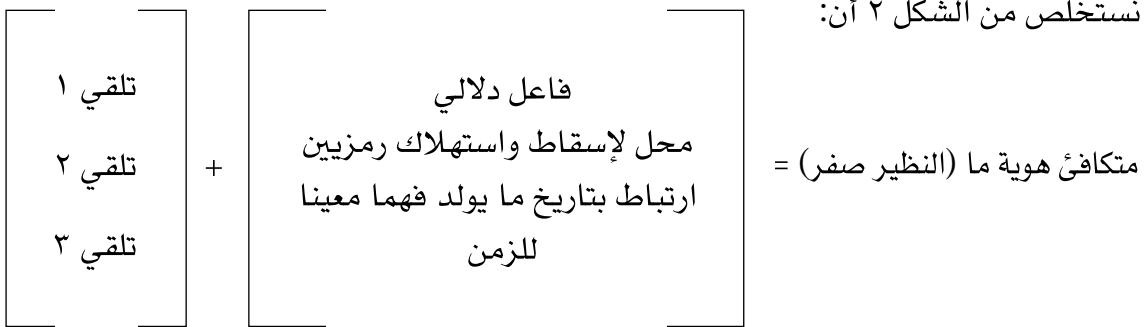 نستخلص من الشكل ٢ أن:
متكافئ هوية ما (النظير صفر) =
فاعل دلالي
محل لإسقاط واستهلاك رمزيين
ارتباط بتاريخ ما يولد فهما معينا
للزمن
+
تلقي ١
تلقي ٢
تلقي ٣